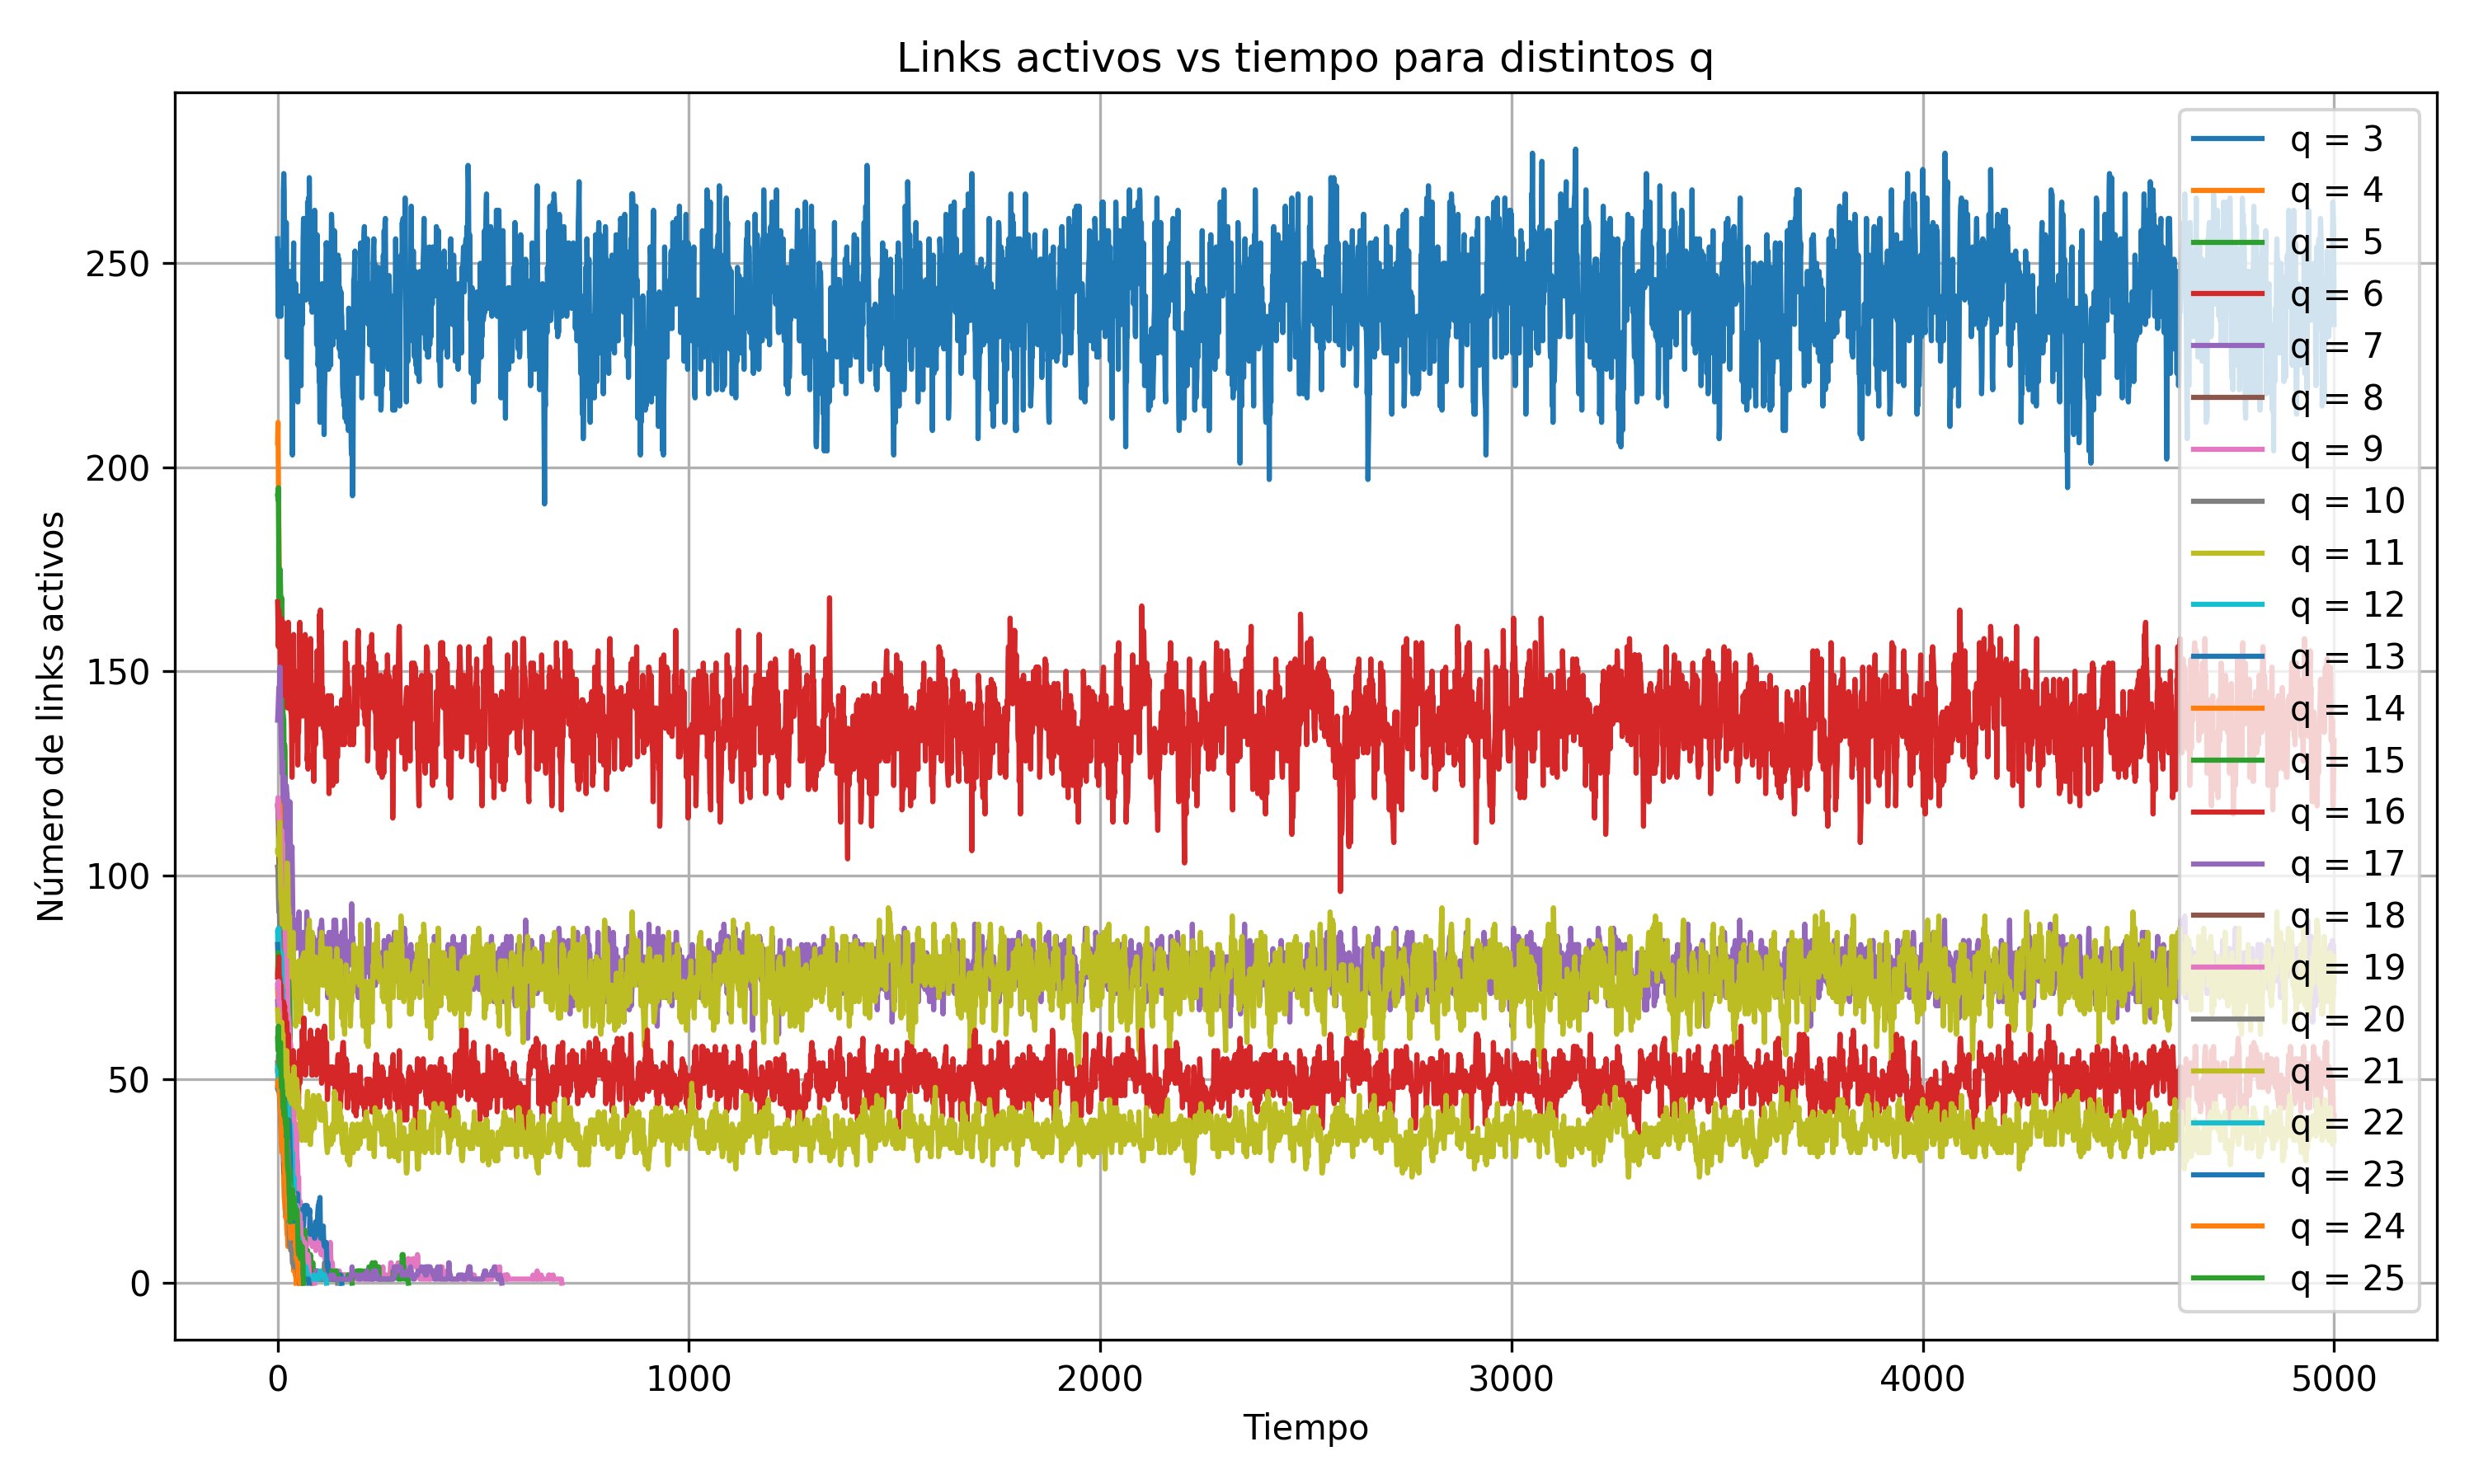 Links activos vs tiempo para distintos q
Número de links activos
250
200
150
100
50
0
0
1000
2000
3000
4000
5000
Tiempo
q = 3
q = 4
q = 5
q = 6
q = 7
q = 8
q = 9
q = 10
q = 11
q = 12
q = 13
q = 14
q = 15
q = 16
q = 17
q = 18
q = 19
q = 20
q = 21
q = 22
q = 23
q = 24
q = 25